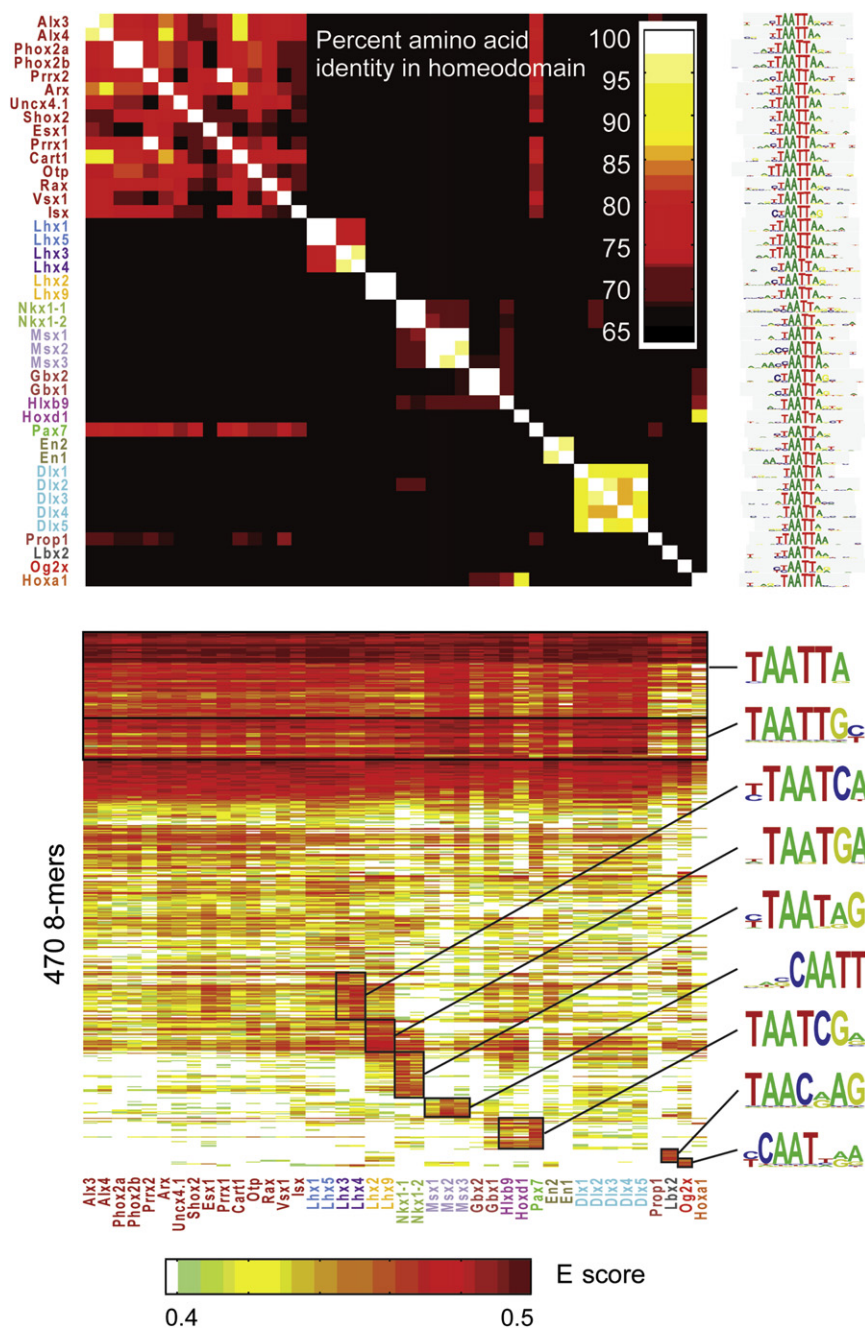 Alx3
Alx4
Phox2a
Phox2b
Prrx2
Arx
Uncx4.1
Shox2
Esx1
Prrx1
Cart1
Otp
Rax
Vsx1
Isx
Lhx1
Lhx5
Lhx3
Lhx4
Lhx2
Lhx9
Nkx1-1
Nkx1-2
Msx1
Msx2
Msx3
Gbx2
Gbx1
Hlxb9
Hoxd1
Pax7
En2
En1
Dlx1
Dlx2
Dlx3
Dlx4
Dlx5
Prop1
Lbx2
Og2x
Hoxa1
Percent amino acid
identity in homeodomain
100
95
90
85
80
75
70
65
470 8-mers
TAATTA
TAATTG
TAATCA
TAATGA
TAATAG
CAATT
TAATCGA
TAAC AG
CAAT AA
Alx3
Alx4
Phox2a
Phox2b
Prrx2
Arx
Uncx4.1
Shox2
Esx1
Prrx1
Cart1
Otp
Rax
Vsx1
Isx
Lhx1
Lhx5
Lhx3
Lhx4
Lhx2
Lhx9
Nkx1-1
Nkx1-2
Msx1
Msx2
Msx3
Gbx2
Gbx1
Hlxb9
Hoxd1
Pax7
En2
En1
Dlx1
Dlx2
Dlx3
Dlx4
Dlx5
Prop1
Lbx2
Og2x
Hoxa1
E score
0.4
0.5